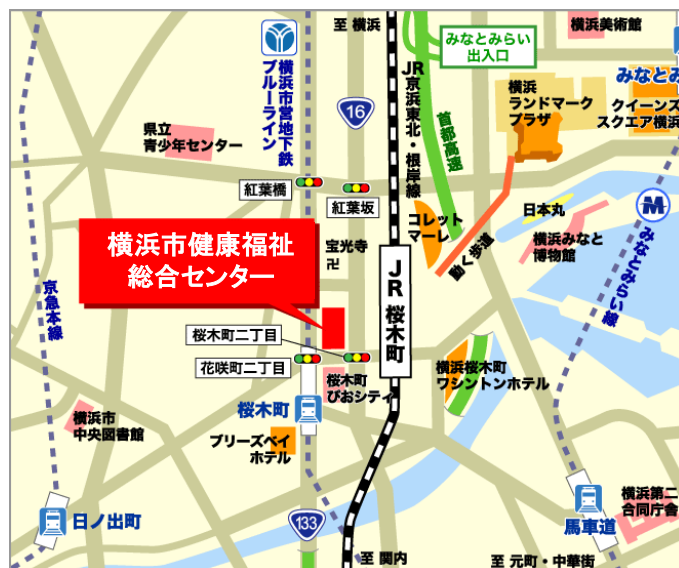 至 横浜
みなとみらい
出入口
横浜美術館
みなとみ
クイーンズ
スクエア横浜
横浜
ランドマーク
プラザ
横浜市営地下鉄
ブルーライン
16
JR京浜東北・根岸線
首都高速
県立
青少年センター
紅葉橋
紅葉坂
コレット
マーレ
動く歩道
日本丸
横浜みなと
博物館
M
みなとみらい線
横浜市健康福祉
総合センター
宝光寺
卍
京急本線
JR 桜木町
桜木町二丁目
花咲町二丁目
桜木町
ぴおシティ
横浜桜木町
ワシントンホテル
桜木町
横浜市
中央図書館
ブリーズベイ
ホテル
日ノ出町
133
馬車道
横浜第二
合同庁舎
至 関内
至 元町・中華街